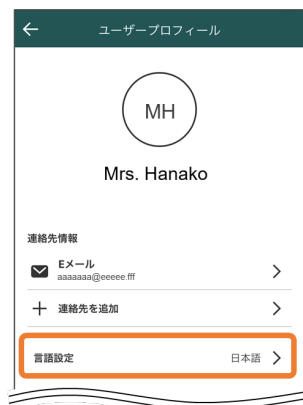 ユーザープロフィール
MH
Mrs. Hanako
連絡先情報
Eメール
aaaaaaa@eeeee.fff
連絡先を追加
言語設定 日本語